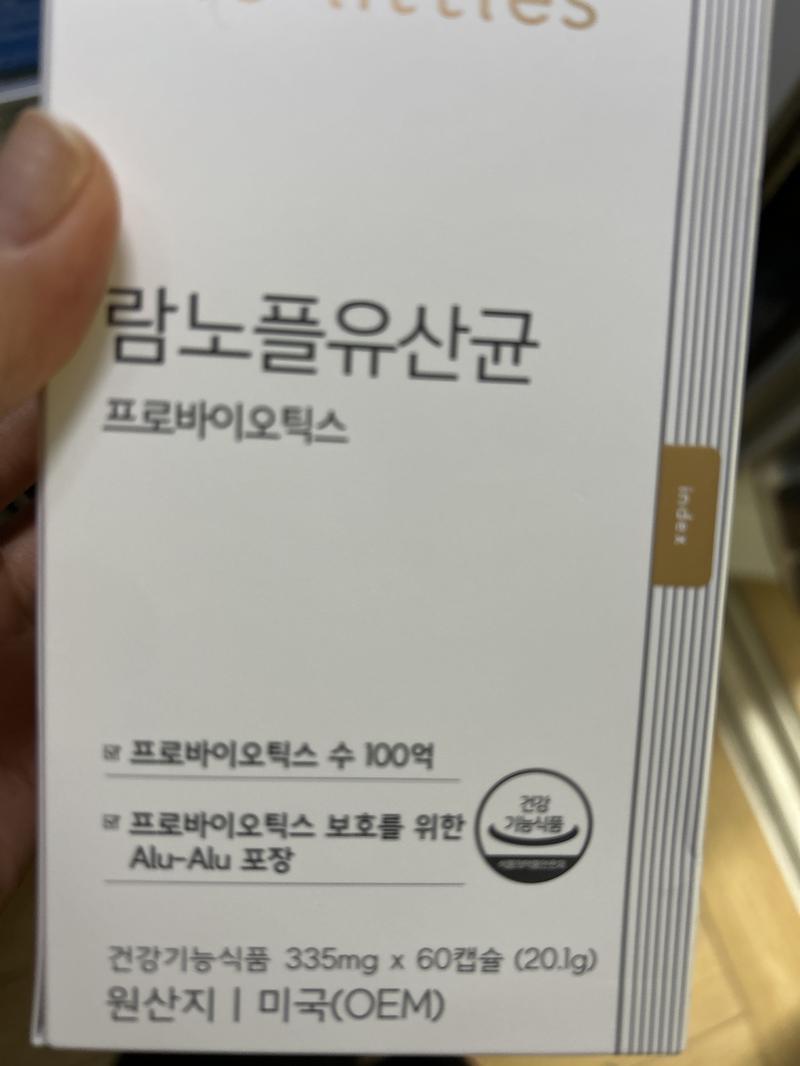 littles
람노플유산균
프로바이오틱스
index
프로바이오틱스 수 100억
프로바이오틱스 보호를 위한
Alu-Alu 포장
건강
기능식품
건강기능식품 335mg x 60캡슐 (20.1g)
원산지 | 미국(OEM)